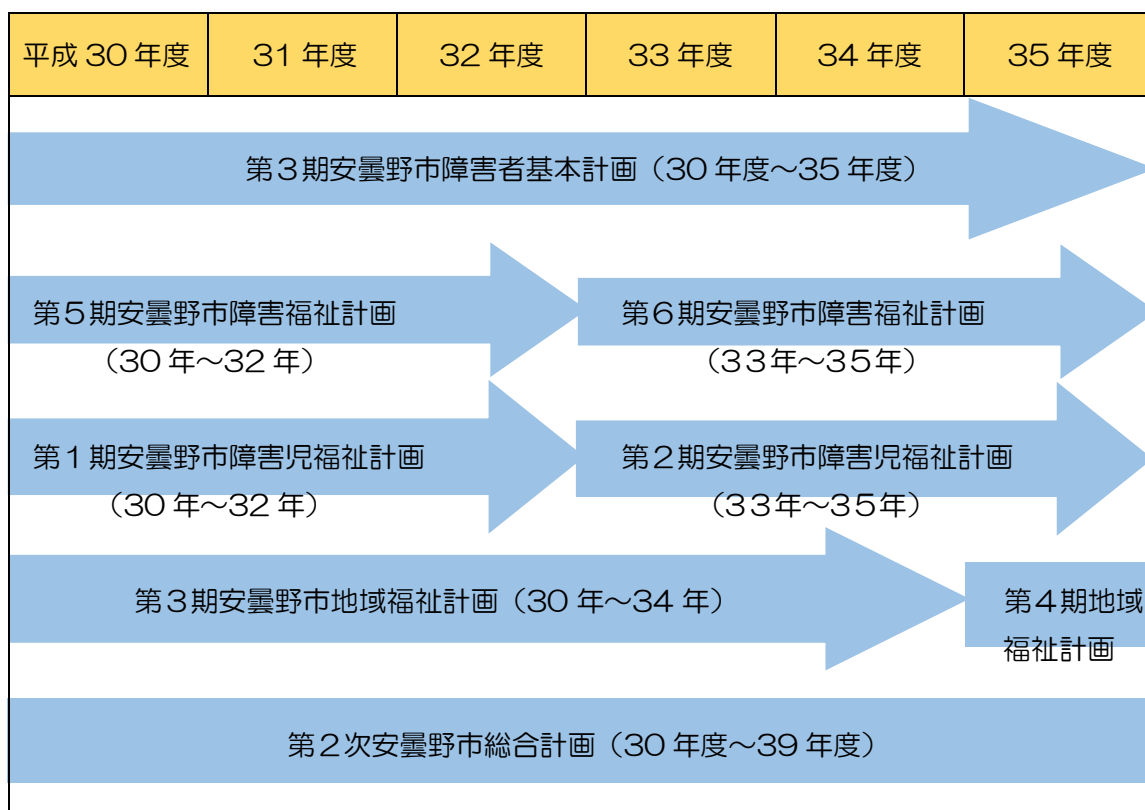 平成30年度 31年度 32年度 33年度 34年度 35年度
第３期安曇野市障害者基本計画（30年度～35年度）
第５期安曇野市障害福祉計画
（30年～32年）
第６期安曇野市障害福祉計画
（３３年～３５年）
第１期安曇野市障害児福祉計画
（30年～32年）
第２期安曇野市障害児福祉計画
（３３年～３５年）
第３期安曇野市地域福祉計画（30年～34年）
第４期地域
福祉計画
第２次安曇野市総合計画（30年度～39年度）